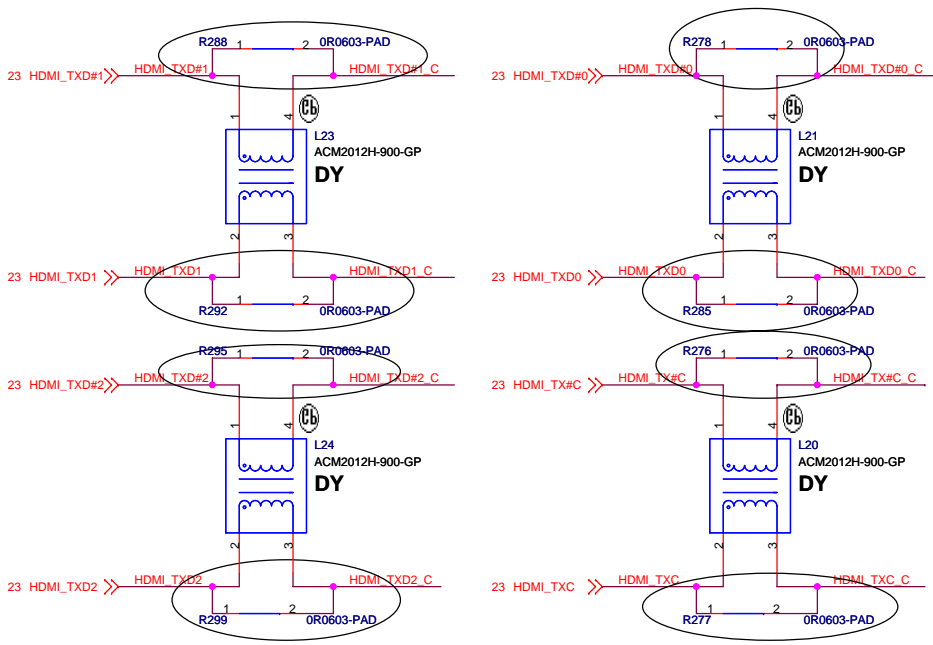 R288 1 2 0R0603-PAD
23 HDMI_TXD#1 HDMI_TXD#1 HDMI_TXD#1_C
1 4
L23
ACM2012H-900-GP
DY
2 3
23 HDMI_TXD1 HDMI_TXD1 HDMI_TXD1_C
1 2
R292 0R0603-PAD
R278 1 2 0R0603-PAD
23 HDMI_TXD#0 HDMI_TXD#0 HDMI_TXD#0_C
1 4
L21
ACM2012H-900-GP
DY
2 3
23 HDMI_TXD0 HDMI_TXD0 HDMI_TXD0_C
1 2
R285 0R0603-PAD
R295 1 2 0R0603-PAD
23 HDMI_TXD#2 HDMI_TXD#2 HDMI_TXD#2_C
1 4
L24
ACM2012H-900-GP
DY
2 3
23 HDMI_TXD2 HDMI_TXD2 HDMI_TXD2_C
1 2
R299 0R0603-PAD
R276 1 2 0R0603-PAD
23 HDMI_TX#C HDMI_TX#C HDMI_TX#C_C
1 4
L20
ACM2012H-900-GP
DY
2 3
23 HDMI_TXC HDMI_TXC HDMI_TXC_C
1 2
R277 0R0603-PAD